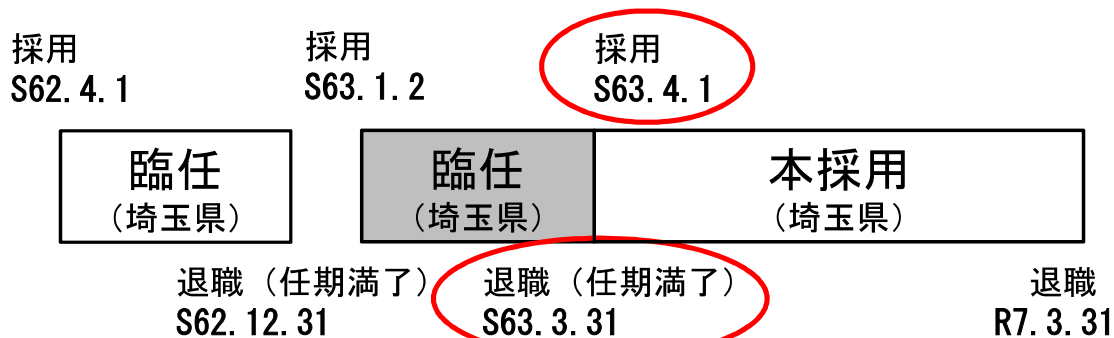 採用
S62.4.1
採用
S63.1.2
採用
S63.4.1
臨任
（埼玉県）
臨任
（埼玉県）
本採用
（埼玉県）
退職（任期満了）
S62.12.31
退職（任期満了）
S63.3.31
退職
R7.3.31